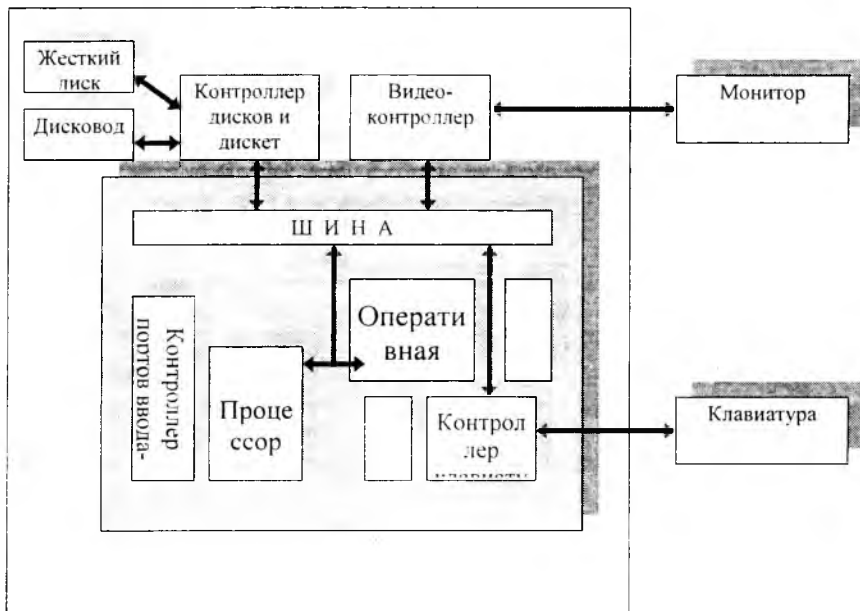 Жесткий
диск
Дисковод
Контроллер
дисков и
дискет
Видео-
контроллер
Монитор
Ш И Н А
Контроллер
портов ввода-
Операти
вная
Проце
ссор
Контрол
лер
клавиату
Клавиатура